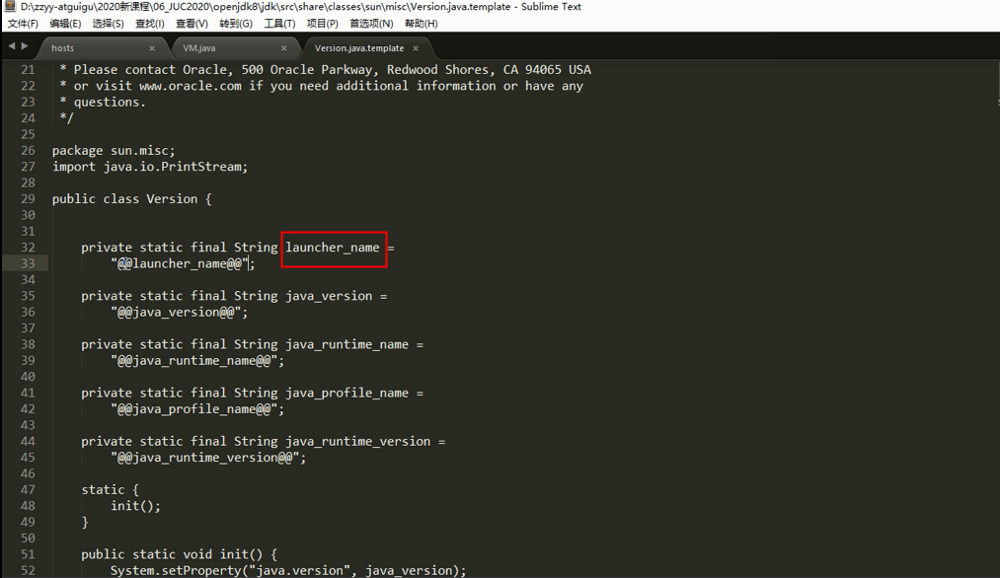 D:\zzyy-atguigu\2020新课程\06_JUC2020\openjdk8\jdk\src\share\classes\sun\misc\Version.java.template - Sublime Text
文件(F) 编辑(E) 选择(S) 查找(I) 查看(V) 转到(G) 工具(T) 项目(P) 首选项(N) 帮助(H)
hosts × VM.java × Version.java.template ×
21 * Please contact Oracle, 500 Oracle Parkway, Redwood Shores, CA 94065 USA
22 * or visit www.oracle.com if you need additional information or have any
23 * questions.
24 */
25
26 package sun.misc;
27 import java.io.PrintStream;
28
29 public class Version {
30
31
32 private static final String launcher_name =
33 "@@launcher_name@@";
34
35 private static final String java_version =
36 "@@java_version@@";
37
38 private static final String java_runtime_name =
39 "@@java_runtime_name@@";
40
41 private static final String java_profile_name =
42 "@@java_profile_name@@";
43
44 private static final String java_runtime_version =
45 "@@java_runtime_version@@";
46
47 static {
48 init();
49 }
50
51 public static void init() {
52 System.setProperty("java.version", java_version);